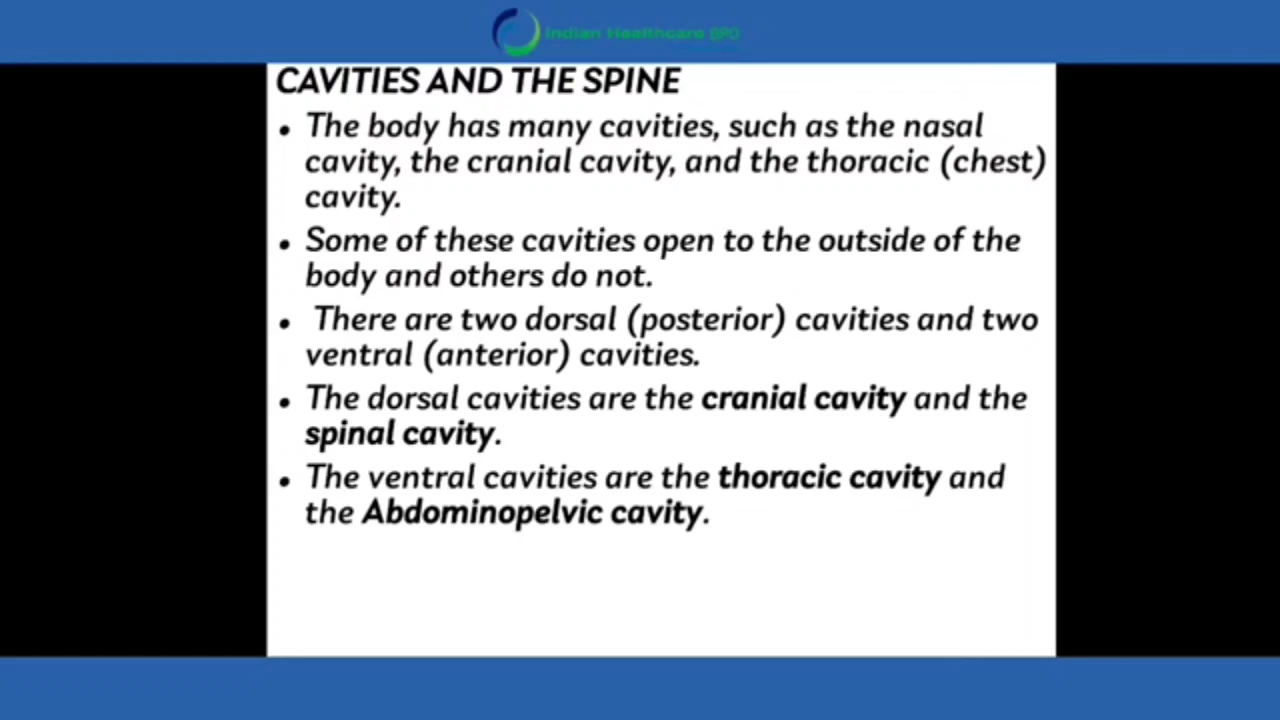 Indian Healthcare BPO
CAVITIES AND THE SPINE
• The body has many cavities, such as the nasal
cavity, the cranial cavity, and the thoracic (chest)
cavity.
• Some of these cavities open to the outside of the
body and others do not.
• There are two dorsal (posterior) cavities and two
ventral (anterior) cavities.
• The dorsal cavities are the cranial cavity and the
spinal cavity.
• The ventral cavities are the thoracic cavity and
the Abdominopelvic cavity.